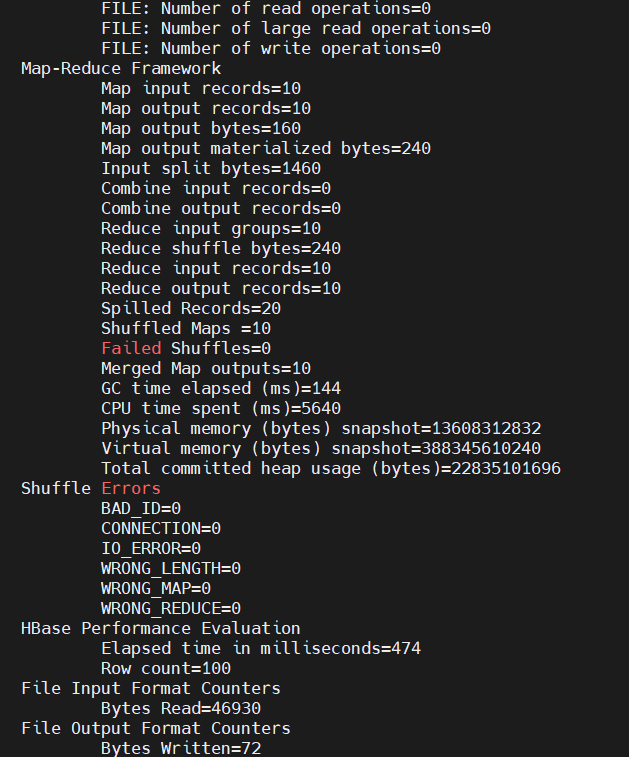 FILE: Number of read operations=0
FILE: Number of large read operations=0
FILE: Number of write operations=0
Map-Reduce Framework
Map input records=10
Map output records=10
Map output bytes=160
Map output materialized bytes=240
Input split bytes=1460
Combine input records=0
Combine output records=0
Reduce input groups=10
Reduce shuffle bytes=240
Reduce input records=10
Reduce output records=10
Spilled Records=20
Shuffled Maps =10
Failed Shuffles=0
Merged Map outputs=10
GC time elapsed (ms)=144
CPU time spent (ms)=5640
Physical memory (bytes) snapshot=13608312832
Virtual memory (bytes) snapshot=388345610240
Total committed heap usage (bytes)=22835101696
Shuffle Errors
BAD_ID=0
CONNECTION=0
IO_ERROR=0
WRONG_LENGTH=0
WRONG_MAP=0
WRONG_REDUCE=0
HBase Performance Evaluation
Elapsed time in milliseconds=474
Row count=100
File Input Format Counters
Bytes Read=46930
File Output Format Counters
Bytes Written=72